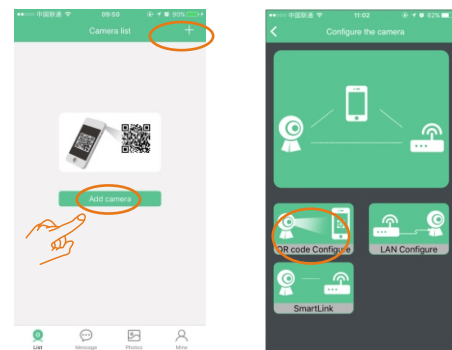 中国联通 09:58 90%
Camera list
Add camera
List Message Photos Mine
中国联通 11:02 82%
Configure the camera
QR code Configure LAN Configure
SmartLink